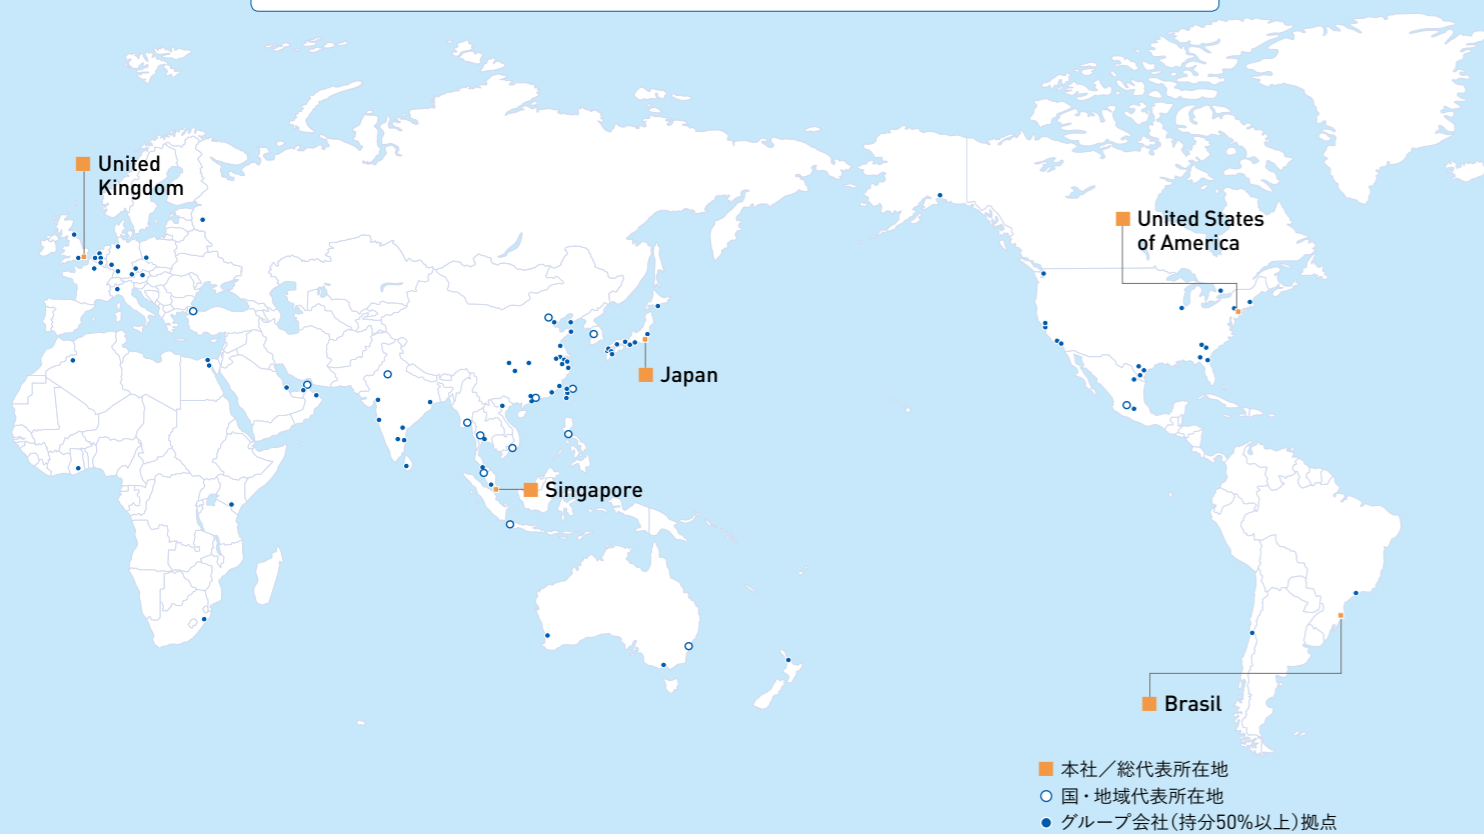 United
Kingdom
United States
of America
Japan
Singapore
Brasil
本社／総代表所在地
国・地域代表所在地
グループ会社（持分50%以上）拠点